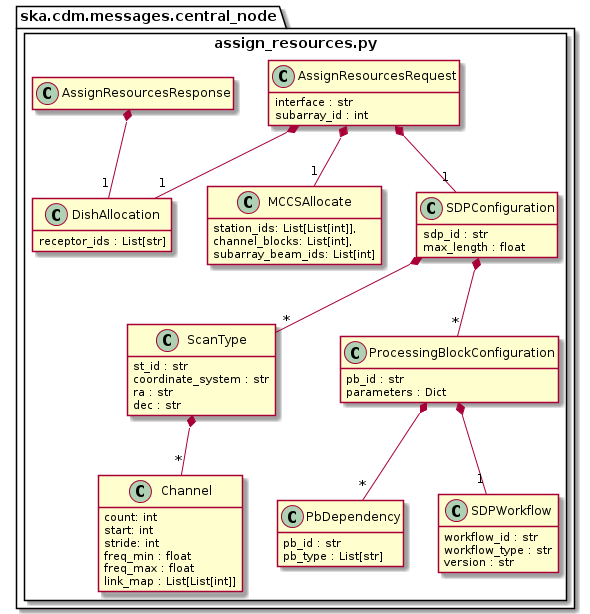 ska.cdm.messages.central_node
assign_resources.py
C AssignResourcesResponse
C AssignResourcesRequest
interface : str
subarray_id : int
1
1
1
1
C DishAllocation
receptor_ids : List[str]
C MCCSAllocate
station_ids: List[List[int]],
channel_blocks: List[int],
subarray_beam_ids: List[int]
C SDPConfiguration
sdp_id : str
max_length : float
*
*
C ScanType
st_id : str
coordinate_system : str
ra : str
dec : str
C ProcessingBlockConfiguration
pb_id : str
parameters : Dict
*
*
1
C Channel
count: int
start: int
stride: int
freq_min : float
freq_max : float
link_map : List[List[int]]
C PbDependency
pb_id : str
pb_type : List[str]
C SDPWorkflow
workflow_id : str
workflow_type : str
version : str